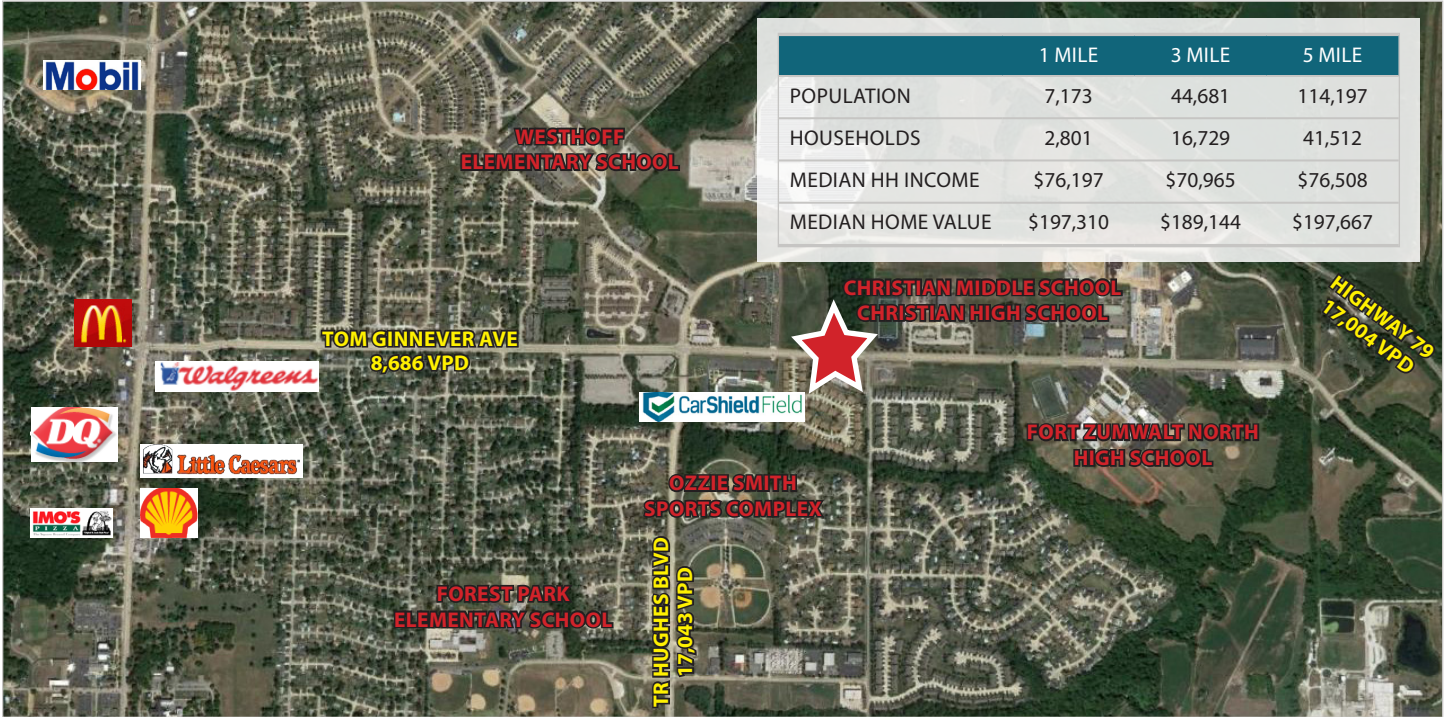 1 MILE 3 MILE 5 MILE
POPULATION 7,173 44,681 114,197
HOUSEHOLDS 2,801 16,729 41,512
MEDIAN HH INCOME $76,197 $70,965 $76,508
MEDIAN HOME VALUE $197,310 $189,144 $197,667
Mobil
WESTHOFF
ELEMENTARY SCHOOL
CHRISTIAN MIDDLE SCHOOL
CHRISTIAN HIGH SCHOOL
HIGHWAY 79
17,004 VPD
TOM GINNEVER AVE
8,686 VPD
Walgreens
CarShield Field
DQ
FORT ZUMWALT NORTH
HIGH SCHOOL
Little Caesars
OZZIE SMITH
SPORTS COMPLEX
IMO'S
PIZZA
TR HUGHES BLVD
17,043 VPD
FOREST PARK
ELEMENTARY SCHOOL